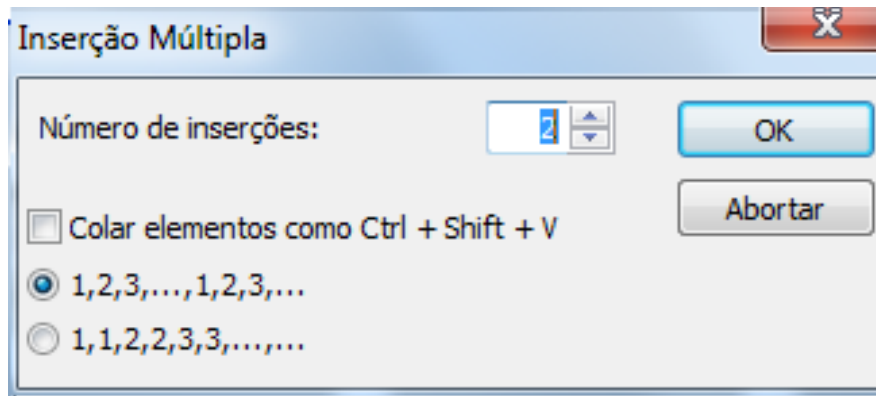 Inserção Múltipla
Número de inserções: 2 OK
Abortar
Colar elementos como Ctrl + Shift + V
1,2,3,...,1,2,3,...
1,1,2,2,3,3,...,...